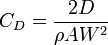 C_D = \frac{2D}{\rho A W^2}